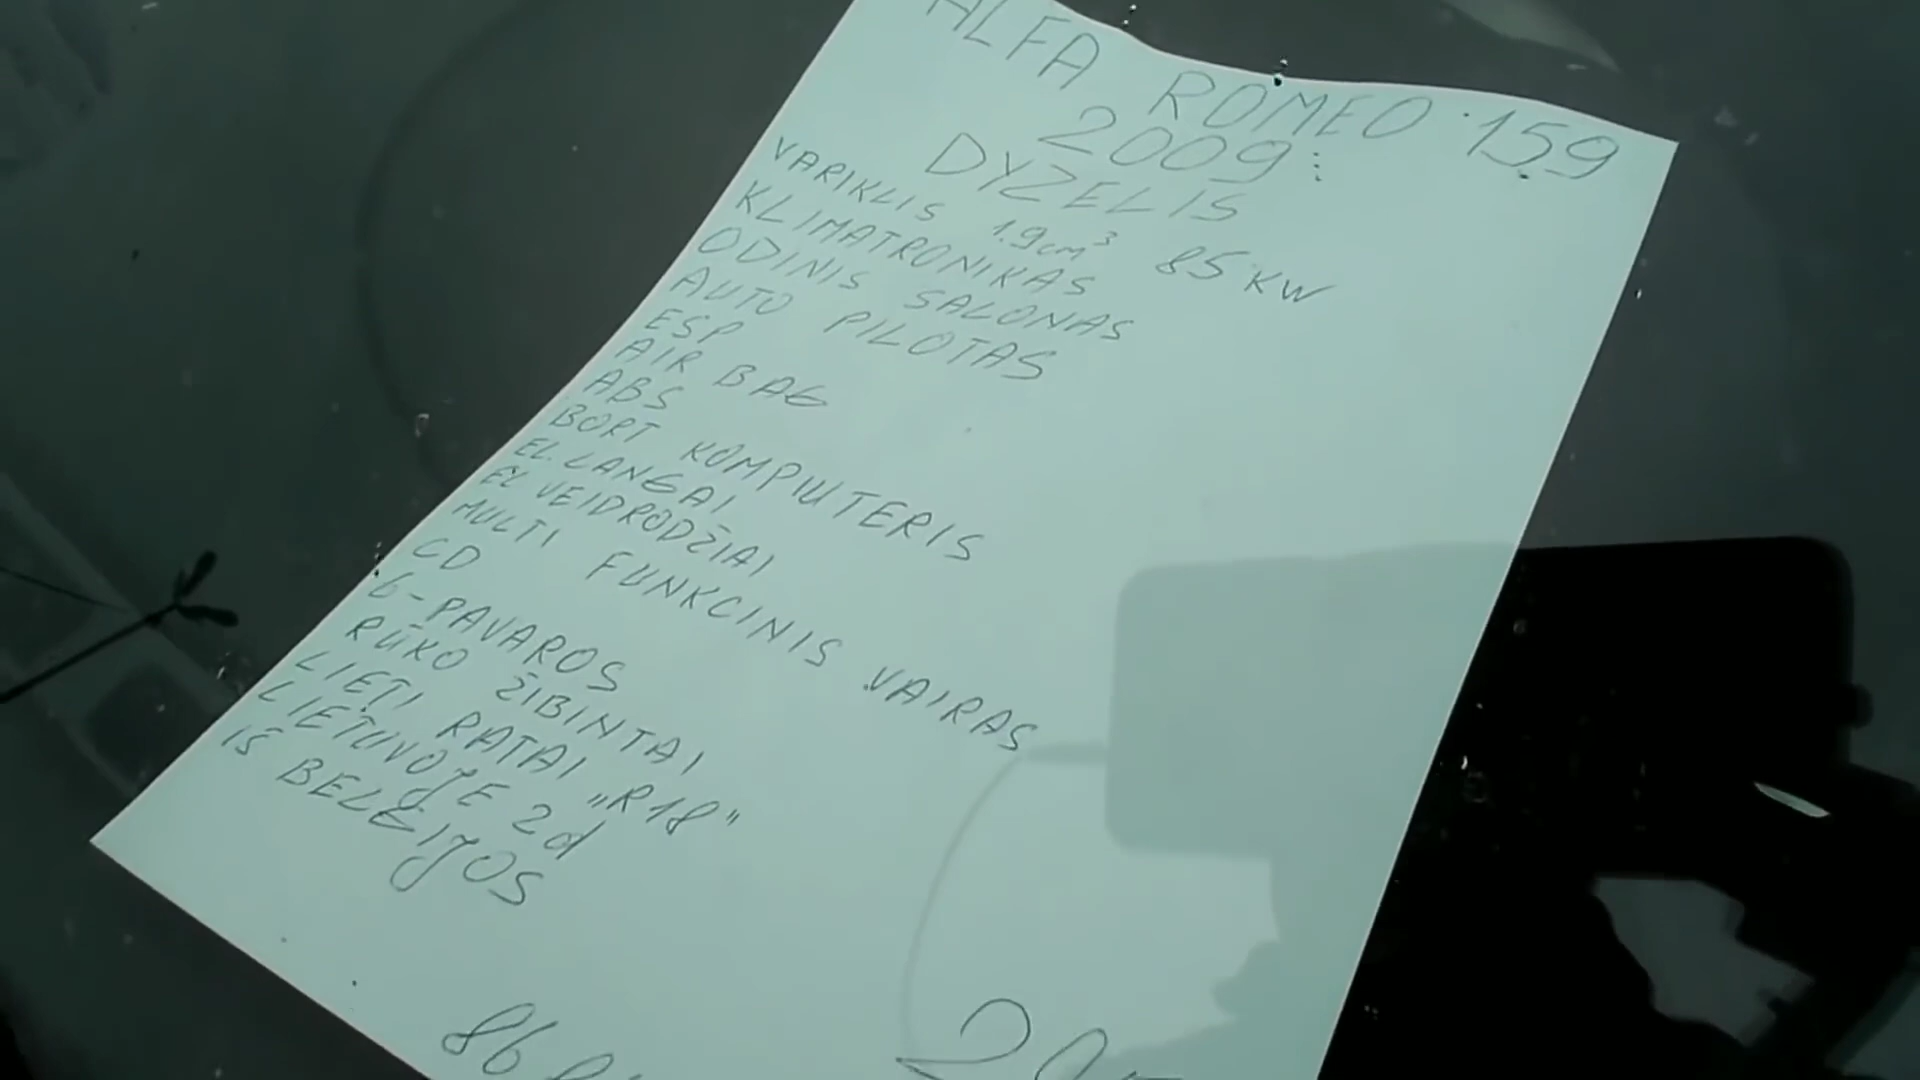 ALFA ROMEO 159
2009
DYZELIS
VARIKLIS 1.9cm³ 85 KW
KLIMATRONIKAS
ODINIS SALONAS
AUTO PILOTAS
ESP
AIR BAG
ABS
BORT KOMPIUTERIS
EL. LANGAI
EL VEIDRODŽIAI
MULTI FUNKCINIS VAIRAS
CD
6-PAVAROS
RŪKO ŽIBINTAI
LIETI RATAI „R18"
LIETUVOJE 2d
IŠ BELGIJOS